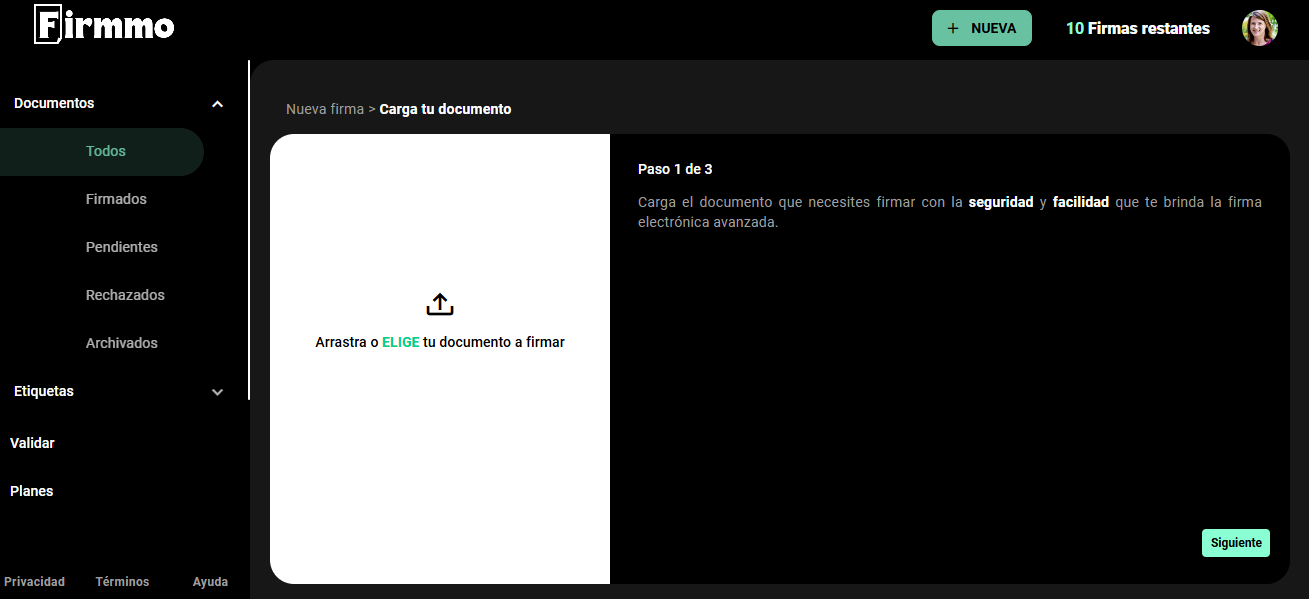 Firmmo
+ NUEVA
10 Firmas restantes
Documentos
Todos
Firmados
Pendientes
Rechazados
Archivados
Etiquetas
Validar
Planes
Privacidad Términos Ayuda
Nueva firma > Carga tu documento
Arrastra o ELIGE tu documento a firmar
Paso 1 de 3
Carga el documento que necesites firmar con la seguridad y facilidad que te brinda la firma
electrónica avanzada.
Siguiente